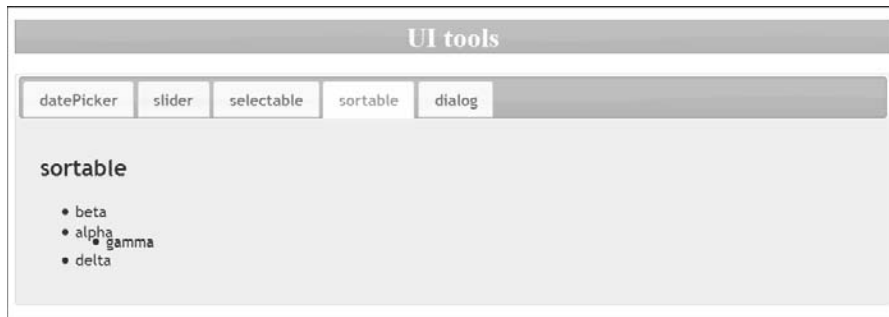 UI tools
datePicker slider selectable sortable dialog
sortable
• beta
• alpha
• gamma
• delta